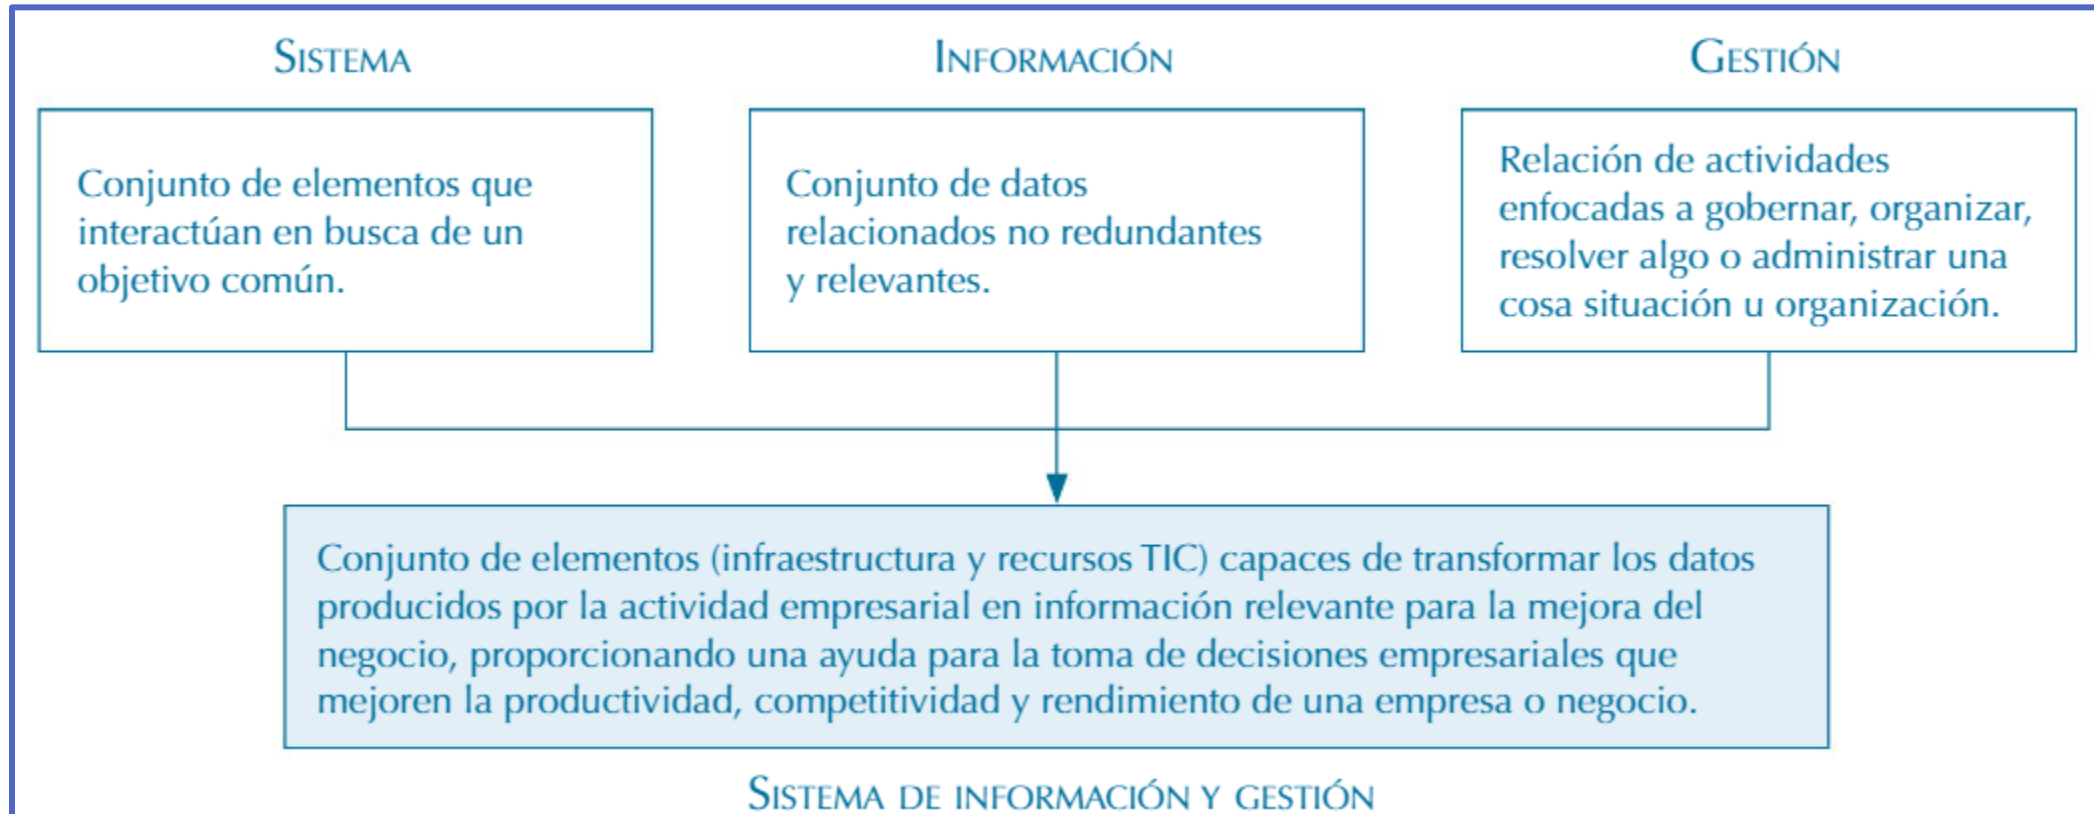 SISTEMA
Conjunto de elementos que
interactúan en busca de un
objetivo común.
INFORMACIÓN
Conjunto de datos
relacionados no redundantes
y relevantes.
GESTIÓN
Relación de actividades
enfocadas a gobernar, organizar,
resolver algo o administrar una
cosa situación u organización.
Conjunto de elementos (infraestructura y recursos TIC) capaces de transformar los datos
producidos por la actividad empresarial en información relevante para la mejora del
negocio, proporcionando una ayuda para la toma de decisiones empresariales que
mejoren la productividad, competitividad y rendimiento de una empresa o negocio.
SISTEMA DE INFORMACIÓN Y GESTIÓN